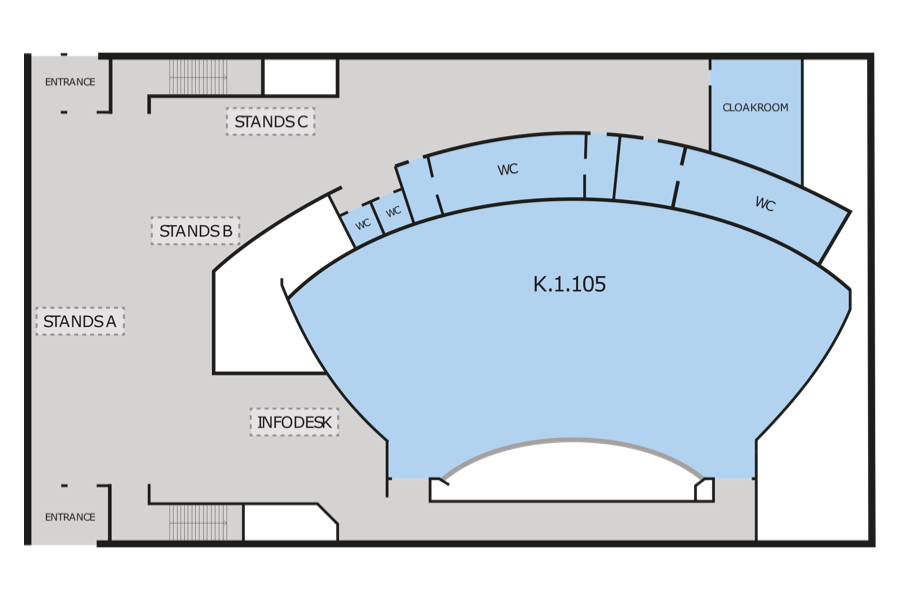 ENTRANCE
CLOAKROOM
STANDS C
WC
WC
WC
WC
STANDS B
K.1.105
STANDS A
INFODESK
ENTRANCE